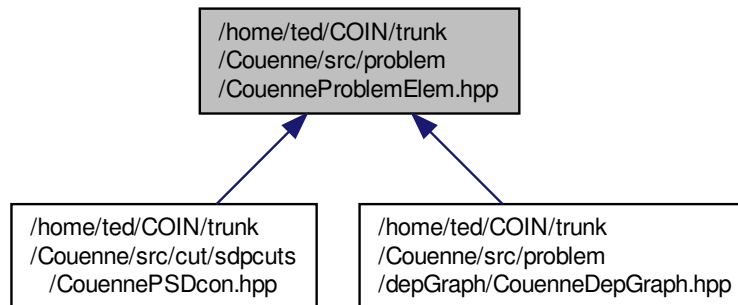 /home/ted/COIN/trunk
/Couenne/src/problem
/CouenneProblemElem.hpp
/home/ted/COIN/trunk
/Couenne/src/cut/sdpcuts
/CouennePSDcon.hpp
/home/ted/COIN/trunk
/Couenne/src/problem
/depGraph/CouenneDepGraph.hpp